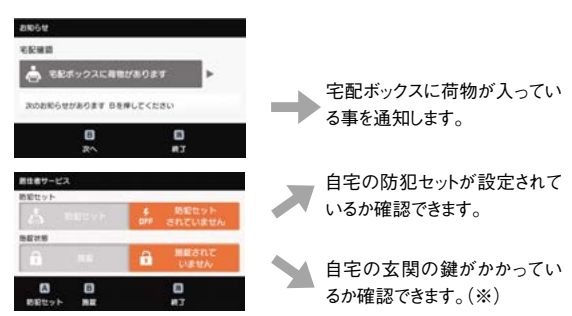 お知らせ
宅配確認
宅配ボックスに荷物があります
次のお知らせがあります Bを押してください
B
次へ
終了
宅配ボックスに荷物が入ってい
る事を通知します。
居住者サービス
防犯セット
防犯セット
OFF
防犯セット
されていません
施錠状態
施錠
施錠されて
いません
A
B
防犯セット
施錠
終了
自宅の防犯セットが設定されて
いるか確認できます。
自宅の玄関の鍵がかかってい
るか確認できます。(※)